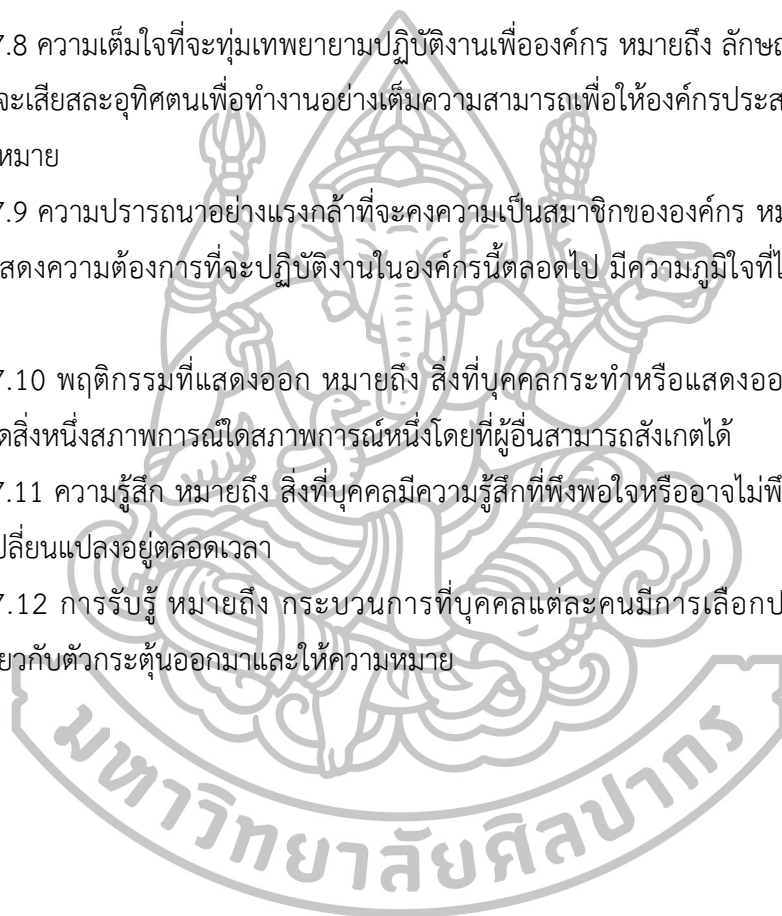 7.8 ความเต็มใจที่จะทุ่มเทพยายามปฏิบัติงานเพื่อองค์กร หมายถึง
จะเสียสละอุทิศตนเพื่อทำงานอย่างเต็มความสามารถเพื่อให้องค์กร
หมาย
7.9 ความปรารถนาอย่างแรงกล้าที่จะคงความเป็นสมาชิกขององค์กร
สดงความต้องการที่จะปฏิบัติงานในองค์กรนี้ตลอดไป มีความภูมิใจที่
7.10 พฤติกรรมที่แสดงออก หมายถึง สิ่งที่บุคคลกระทำหรือแสดงออ
ดสิ่งหนึ่งสภาพการณ์ใดสภาพการณ์หนึ่งโดยที่ผู้อื่นสามารถสังเกตได้
7.11 ความรู้สึก หมายถึง สิ่งที่บุคคลมีความรู้สึกที่พึงพอใจหรืออาจไม่พึ
ปลี่ยนแปลงอยู่ตลอดเวลา
7.12 การรับรู้ หมายถึง กระบวนการที่บุคคลแต่ละคนมีการเลือกป
ยวกับตัวกระตุ้นออกมาและให้ความหมาย
มหาวิทยาลัยศิลปากร